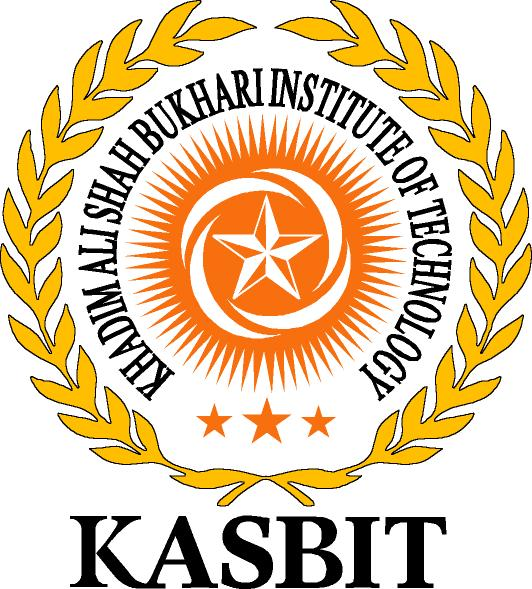 KHADIM ALI SHAH BUKHARI INSTITUTE OF TECHNOLOGY
KASBIT